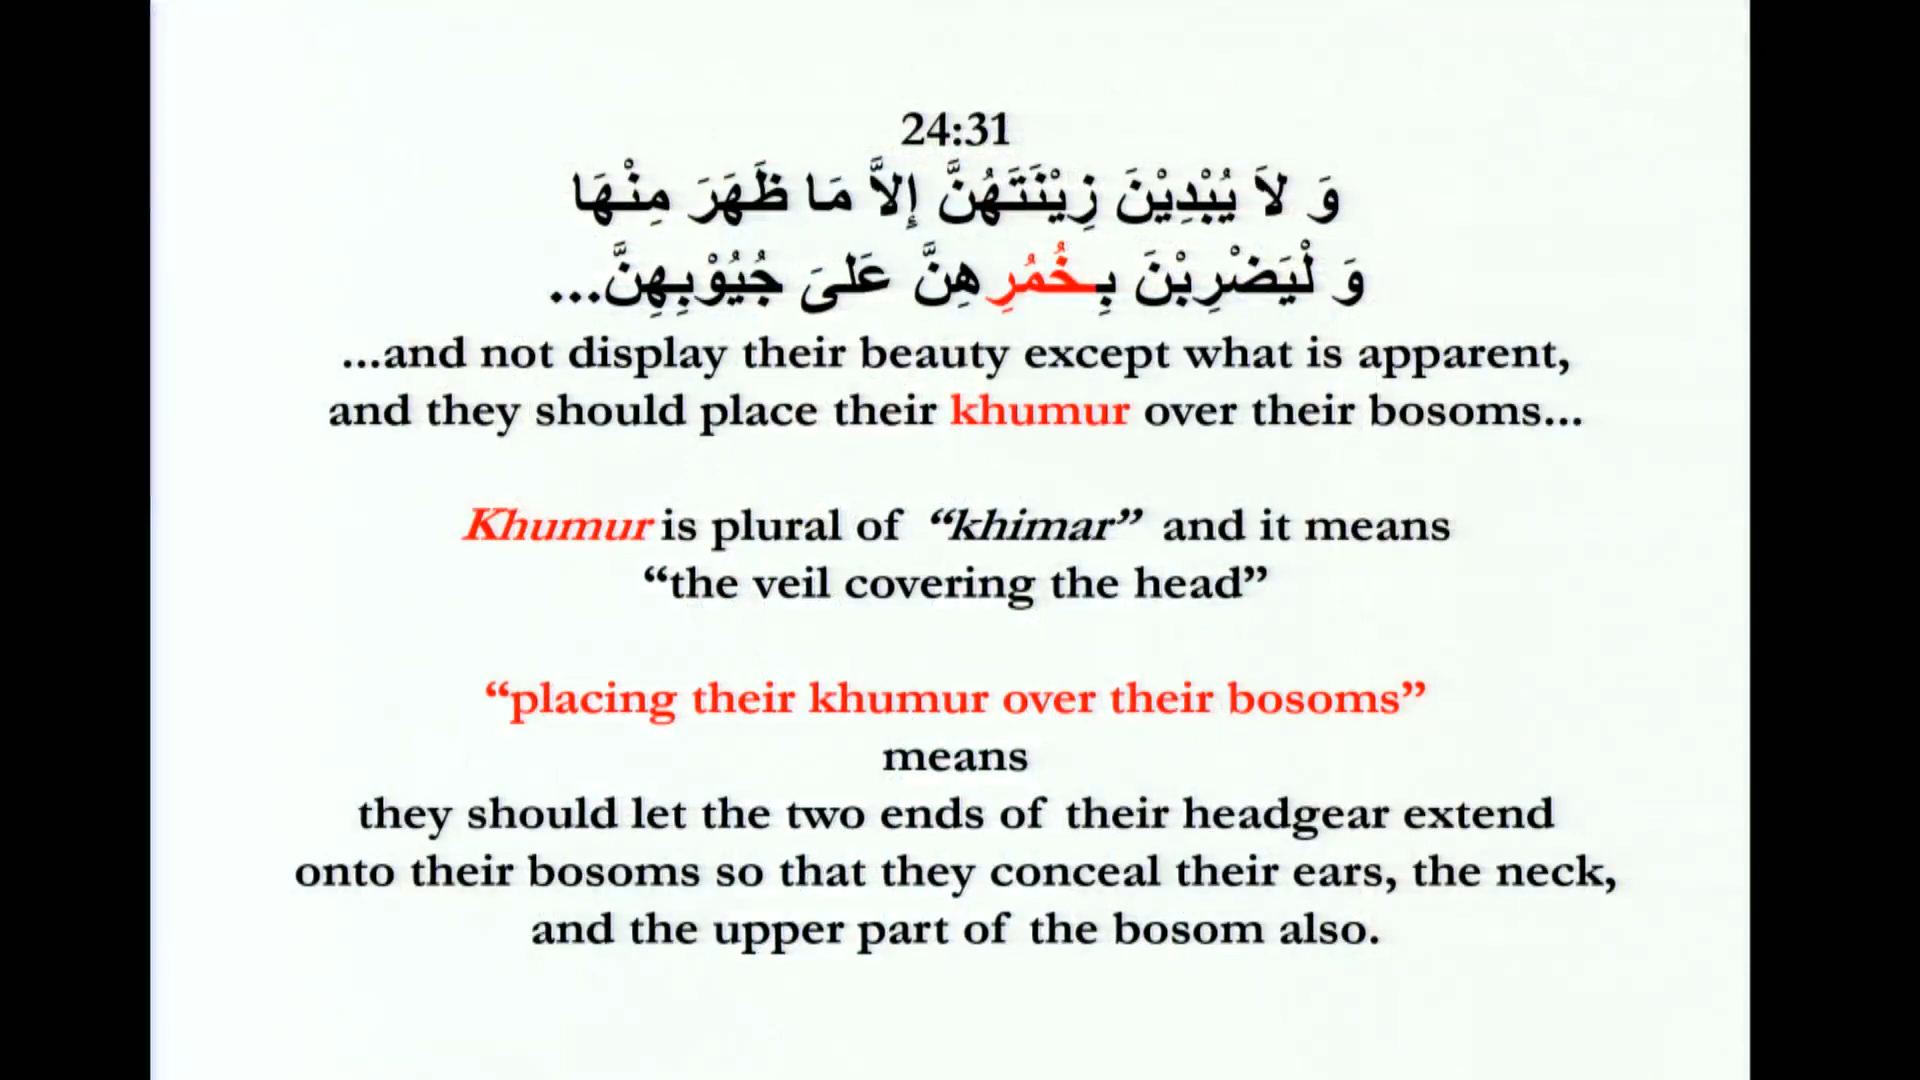 24:31
وَ لاَ يُبْدِيْنَ زِيْنَتَهُنَّ إِلاَّ مَا ظَهَرَ مِنْهَا
وَ لْيَضْرِبْنَ بِـخُمُرِهِنَّ عَلىَ جُيُوْبِهِنَّ...
...and not display their beauty except what is apparent,
and they should place their khumur over their bosoms...
Khumur is plural of “khimar” and it means
“the veil covering the head”
“placing their khumur over their bosoms”
means
they should let the two ends of their headgear extend
onto their bosoms so that they conceal their ears, the neck,
and the upper part of the bosom also.